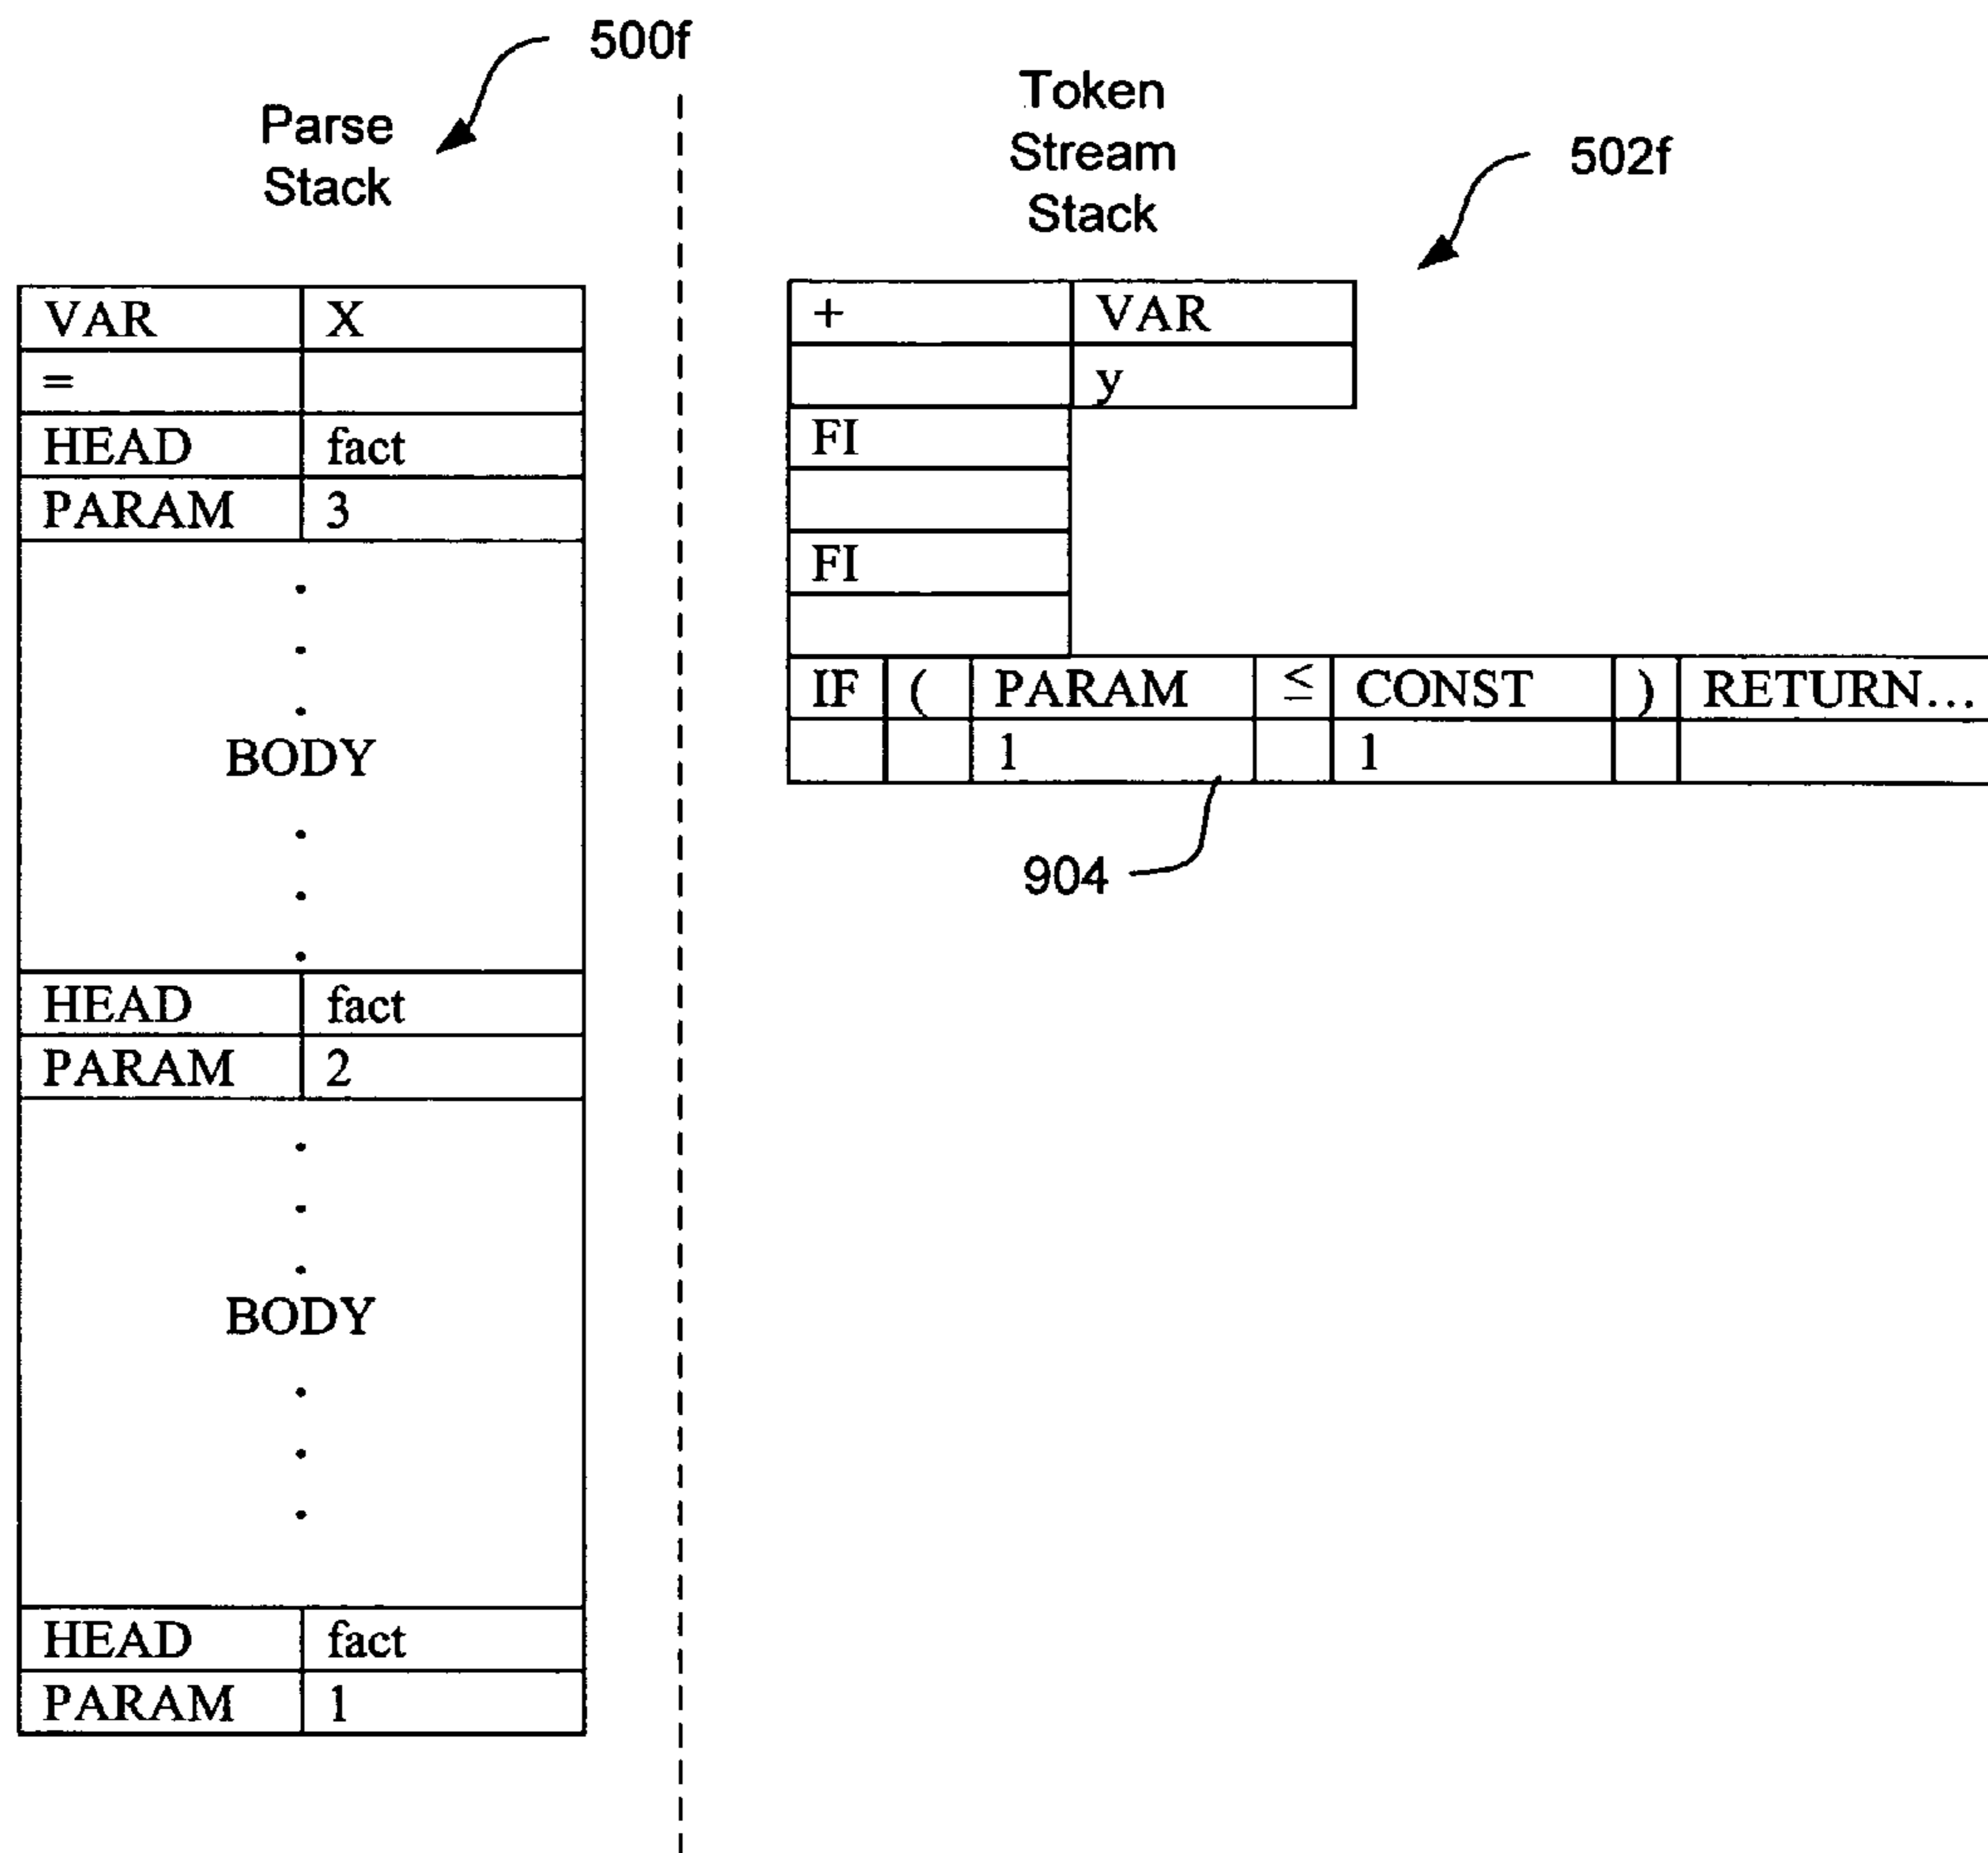 500f
Parse
Stack
Token
Stream
Stack
502f
VAR X
=
HEAD fact
PARAM 3
BODY
HEAD fact
PARAM 2
BODY
HEAD fact
PARAM 1
+ VAR
y
FI
FI
IF ( PARAM ≤ CONST ) RETURN...
1 1
904